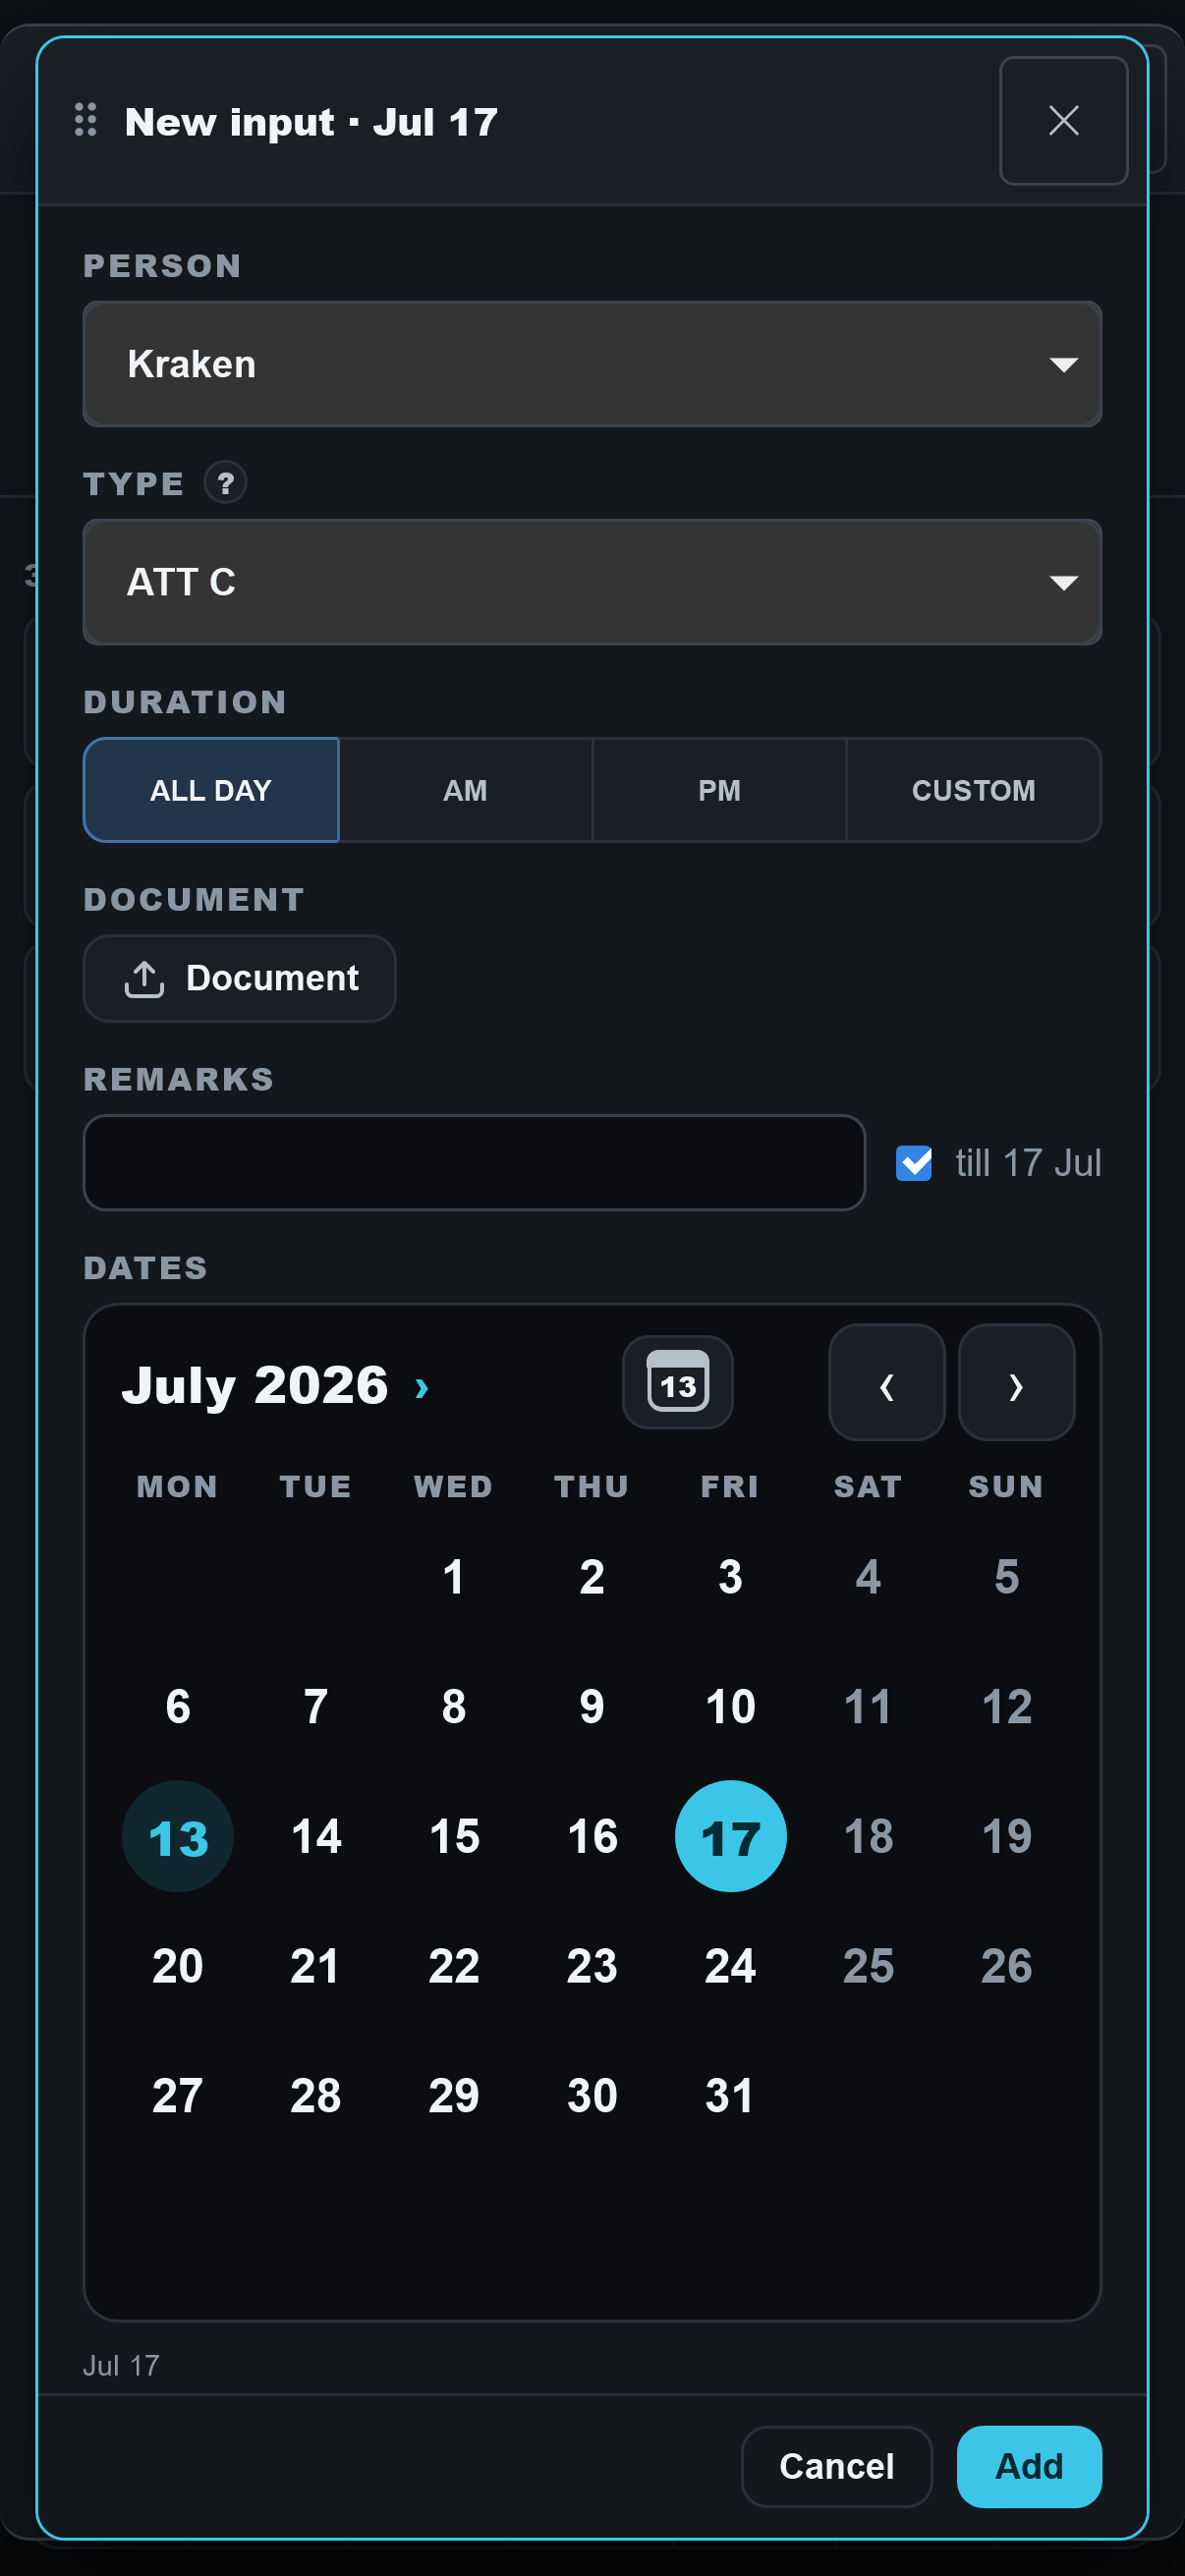 New input · Jul 17
PERSON
Kraken
TYPE ?
ATT C
DURATION
ALL DAY AM PM CUSTOM
DOCUMENT
Document
REMARKS
till 17 Jul
DATES
July 2026 › 13 ‹ ›
MON TUE WED THU FRI SAT SUN
1 2 3 4 5
6 7 8 9 10 11 12
13 14 15 16 17 18 19
20 21 22 23 24 25 26
27 28 29 30 31
Jul 17
Cancel Add